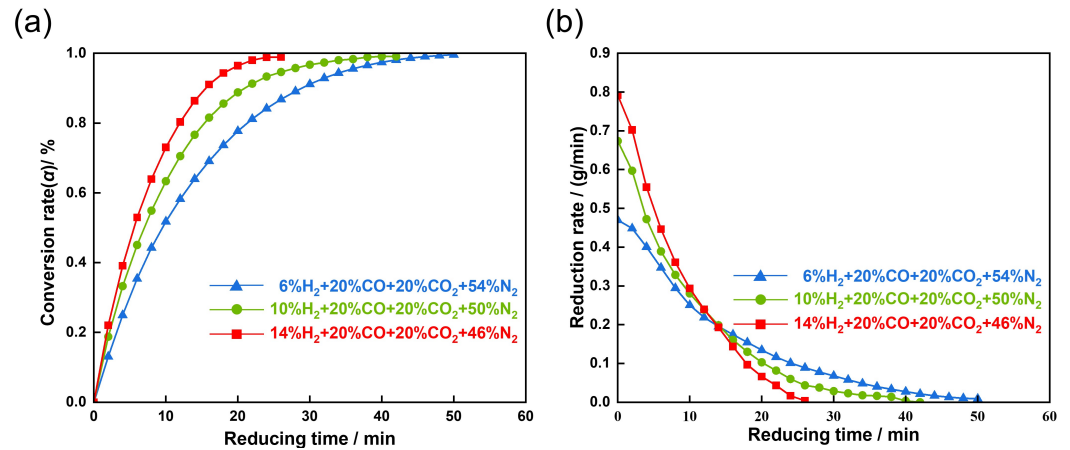 (a)
(b)
1.0
0.8
0.6
0.4
0.2
0.0
Conversion rate(α)/ %
6%H₂+20%CO+20%CO₂+54%N₂
10%H₂+20%CO+20%CO₂+50%N₂
14%H₂+20%CO+20%CO₂+46%N₂
0 10 20 30 40 50 60
Reducing time / min
0.9
0.8
0.7
0.6
0.5
0.4
0.3
0.2
0.1
0.0
Reduction rate / (g/min)
6%H₂+20%CO+20%CO₂+54%N₂
10%H₂+20%CO+20%CO₂+50%N₂
14%H₂+20%CO+20%CO₂+46%N₂
0 10 20 30 40 50 60
Reducing time / min